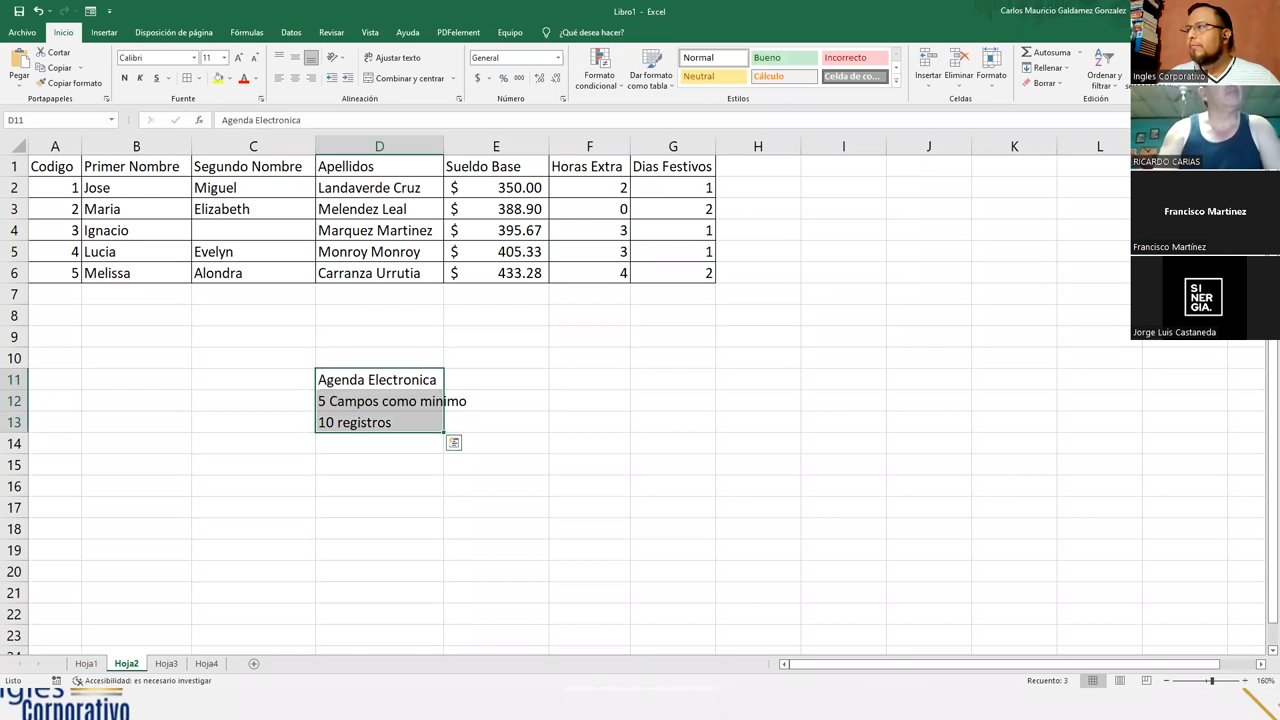 Libro1 - Excel
Carlos Mauricio Galdamez Gonzalez
Archivo Inicio Insertar Disposición de página Fórmulas Datos Revisar Vista Ayuda PDFelement Equipo ¿Qué desea hacer?
Pegar
Cortar
Copiar
Copiar formato
Portapapeles
Calibri 11
N K S
Fuente
Ajustar texto
Combinar y centrar
Alineación
General
$ % 000
Número
Formato condicional
Dar formato como tabla
Normal Bueno Incorrecto
Neutral Cálculo Celda de co...
Estilos
Insertar Eliminar Formato
Celdas
Autosuma
Rellenar
Borrar
Ordenar y filtrar
Edición
D11 fx Agenda Electronica
A B C D E F G H I J K L
1 Codigo Primer Nombre Segundo Nombre Apellidos Sueldo Base Horas Extra Dias Festivos
2 1 Jose Miguel Landaverde Cruz $ 350.00 2 1
3 2 Maria Elizabeth Melendez Leal $ 388.90 0 2
4 3 Ignacio Marquez Martinez $ 395.67 3 1
5 4 Lucia Evelyn Monroy Monroy $ 405.33 3 1
6 5 Melissa Alondra Carranza Urrutia $ 433.28 4 2
7
8
9
10
11 Agenda Electronica
12 5 Campos como minimo
13 10 registros
14
15
16
17
18
19
20
21
22
23
Hoja1 Hoja2 Hoja3 Hoja4
Listo Accesibilidad: es necesario investigar Recuento: 3 160%
Ingles Corporativo
RICARDO CARIAS
Francisco Martinez
Francisco Martínez
SI
NER
GIA.
Jorge Luis Castaneda
Ingles
Corporativo